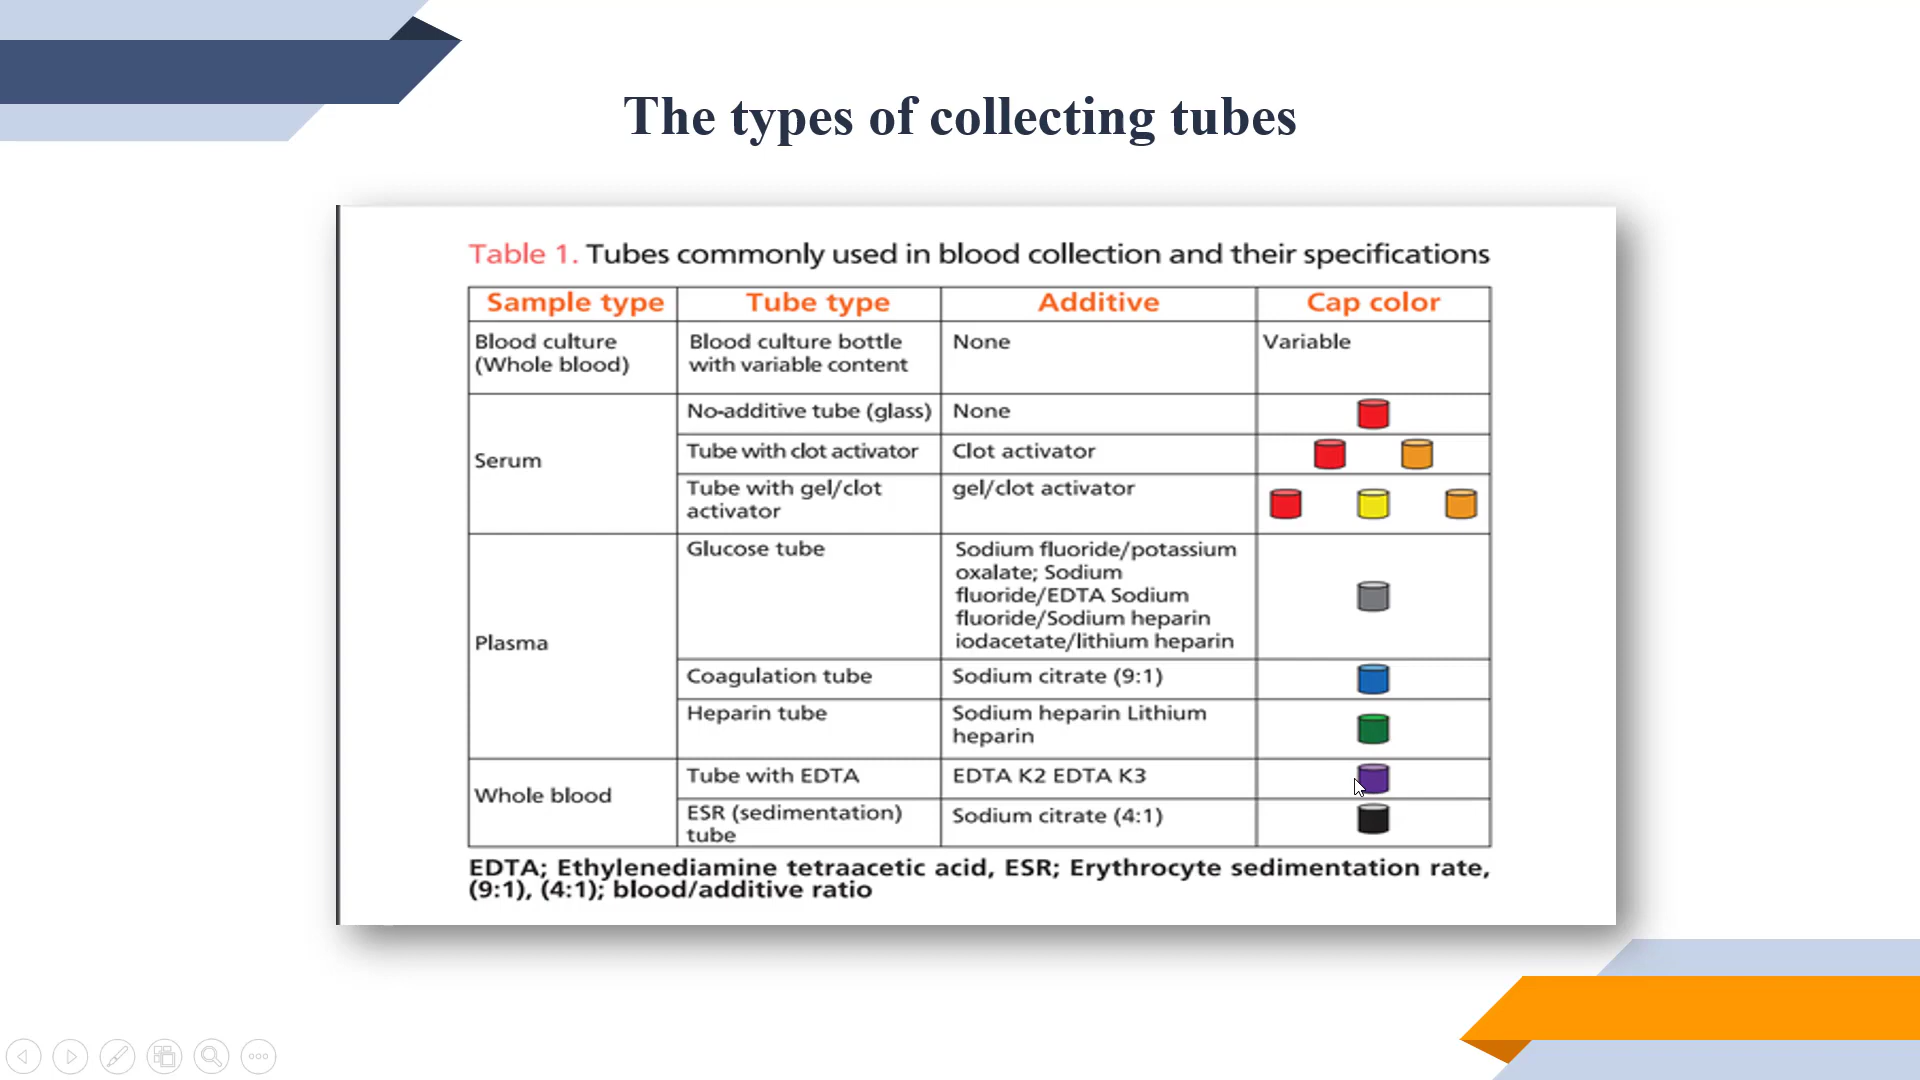 The types of collecting tubes
Table 1. Tubes commonly used in blood collection and their specifications
Sample type Tube type Additive Cap color
Blood culture (Whole blood) Blood culture bottle with variable content None Variable
Serum
No-additive tube (glass) None
Tube with clot activator Clot activator
Tube with gel/clot activator gel/clot activator
Plasma
Glucose tube
Sodium fluoride/potassium
oxalate; Sodium
fluoride/EDTA Sodium
fluoride/Sodium heparin
iodacetate/lithium heparin
Coagulation tube Sodium citrate (9:1)
Heparin tube Sodium heparin Lithium heparin
Whole blood
Tube with EDTA EDTA K2 EDTA K3
ESR (sedimentation) tube Sodium citrate (4:1)
EDTA; Ethylenediamine tetraacetic acid, ESR; Erythrocyte sedimentation rate,
(9:1), (4:1); blood/additive ratio